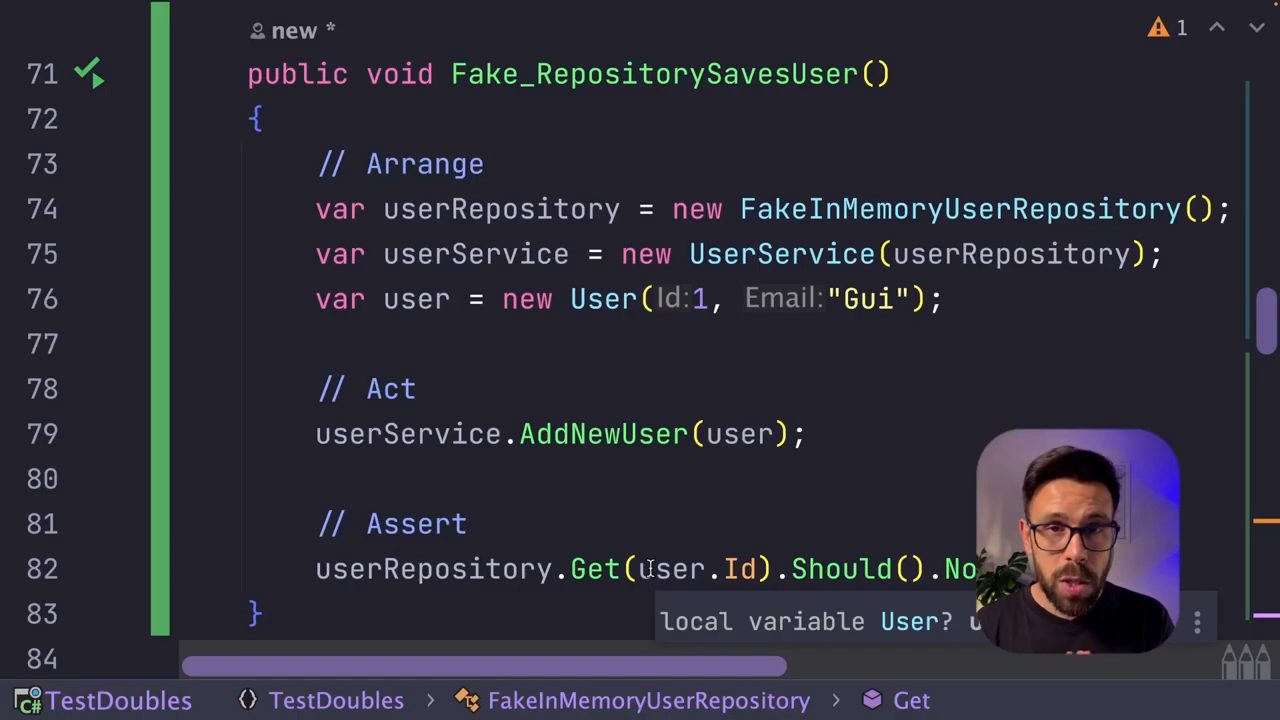 new *
1
71 public void Fake_RepositorySavesUser()
72 {
73 // Arrange
74 var userRepository = new FakeInMemoryUserRepository();
75 var userService = new UserService(userRepository);
76 var user = new User(Id:1, Email:"Gui");
77
78 // Act
79 userService.AddNewUser(user);
80
81 // Assert
82 userRepository.Get(user.Id).Should().No
83 }
local variable User? u
84
C# TestDoubles TestDoubles FakeInMemoryUserRepository Get